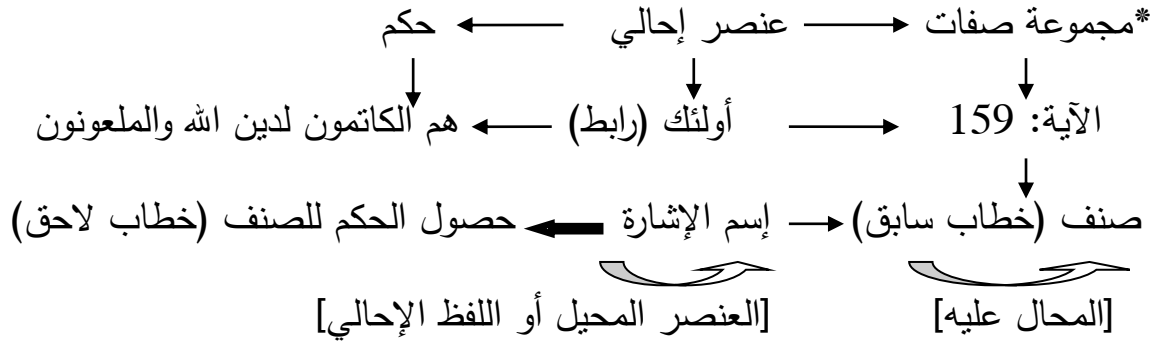 *مجموعة صفات عنصر إحالي حكم
الآية: 159 أولئك (رابط) هم الكاتمون لدين الله والملعونون
صنف (خطاب سابق) إسم الإشارة حصول الحكم للصنف (خطاب لاحق)
[المحال عليه] [العنصر المحيل أو اللفظ الإحالي]